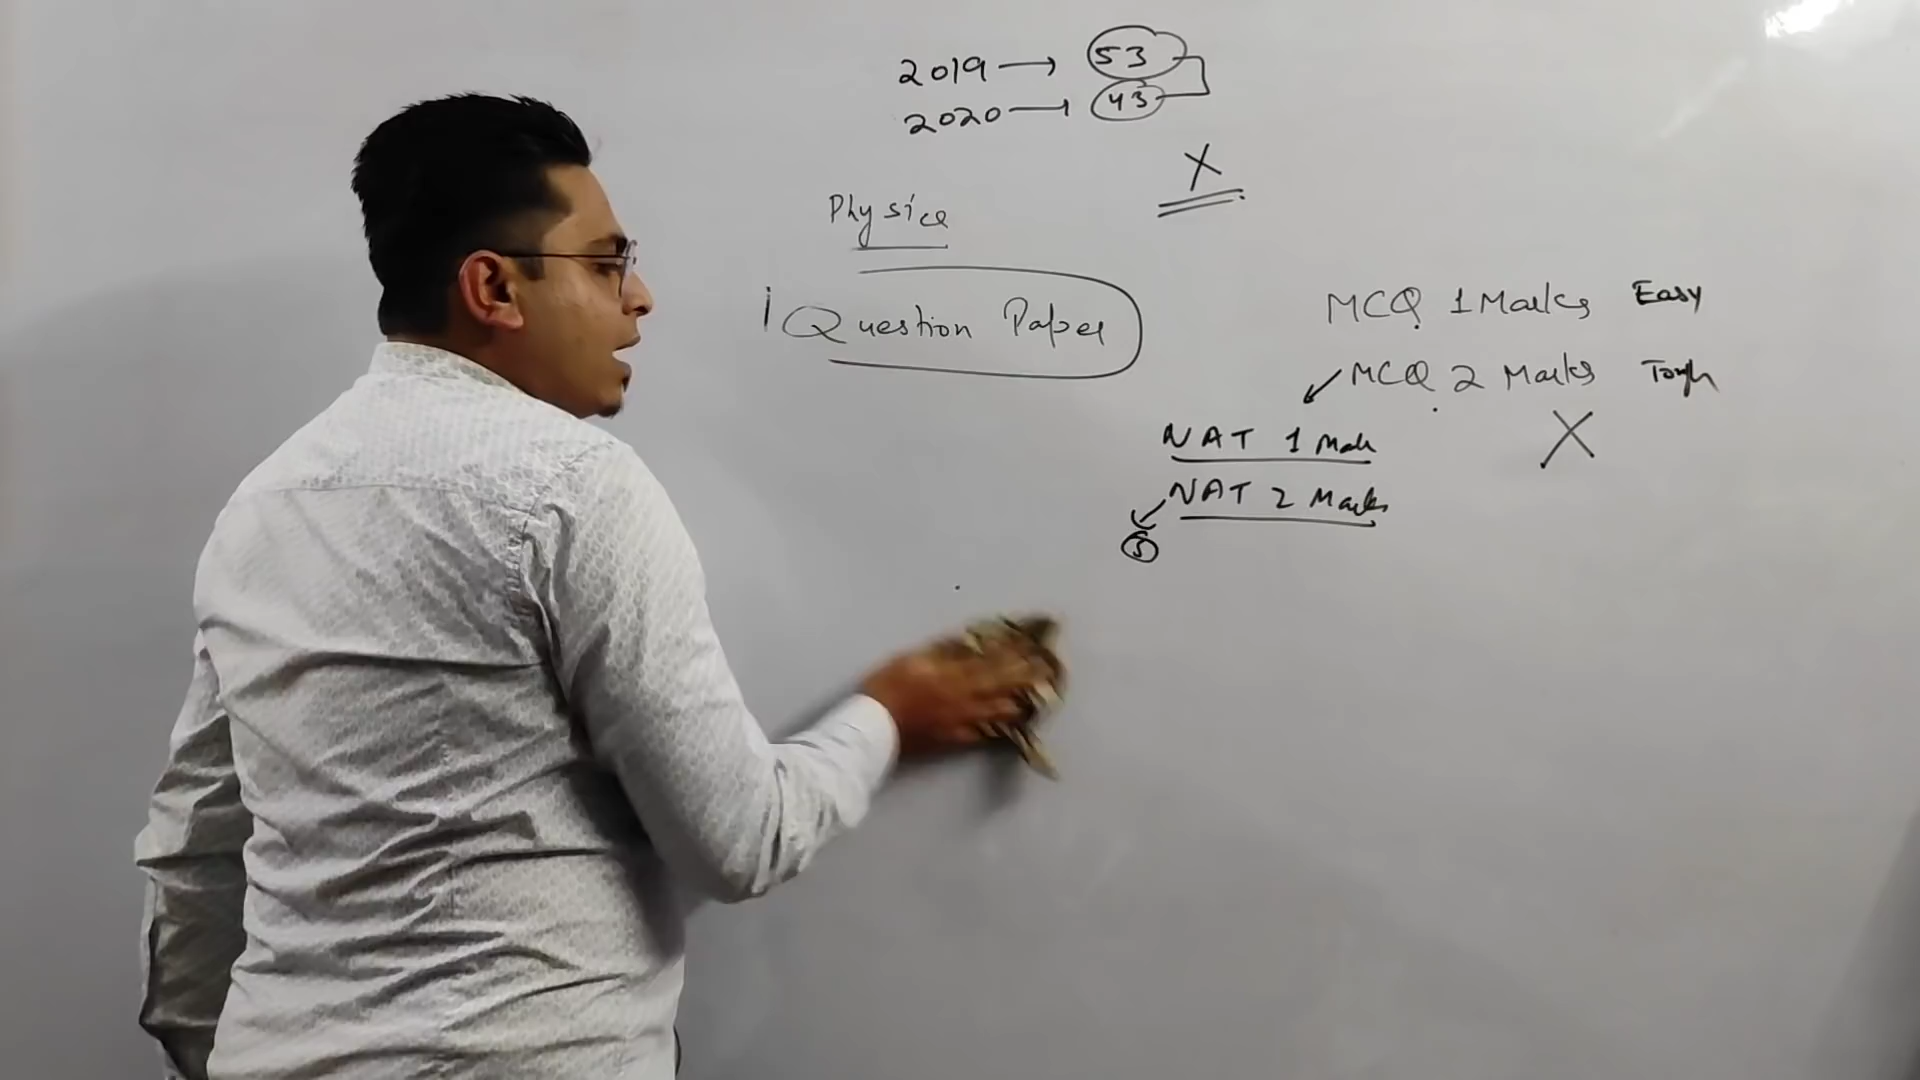 2019 → 53
2020 → 43
X
Physics
1 Question Paper
MCQ 1 Marks Easy
MCQ 2 Marks Tough
X
NAT 1 Mark
NAT 2 Marks